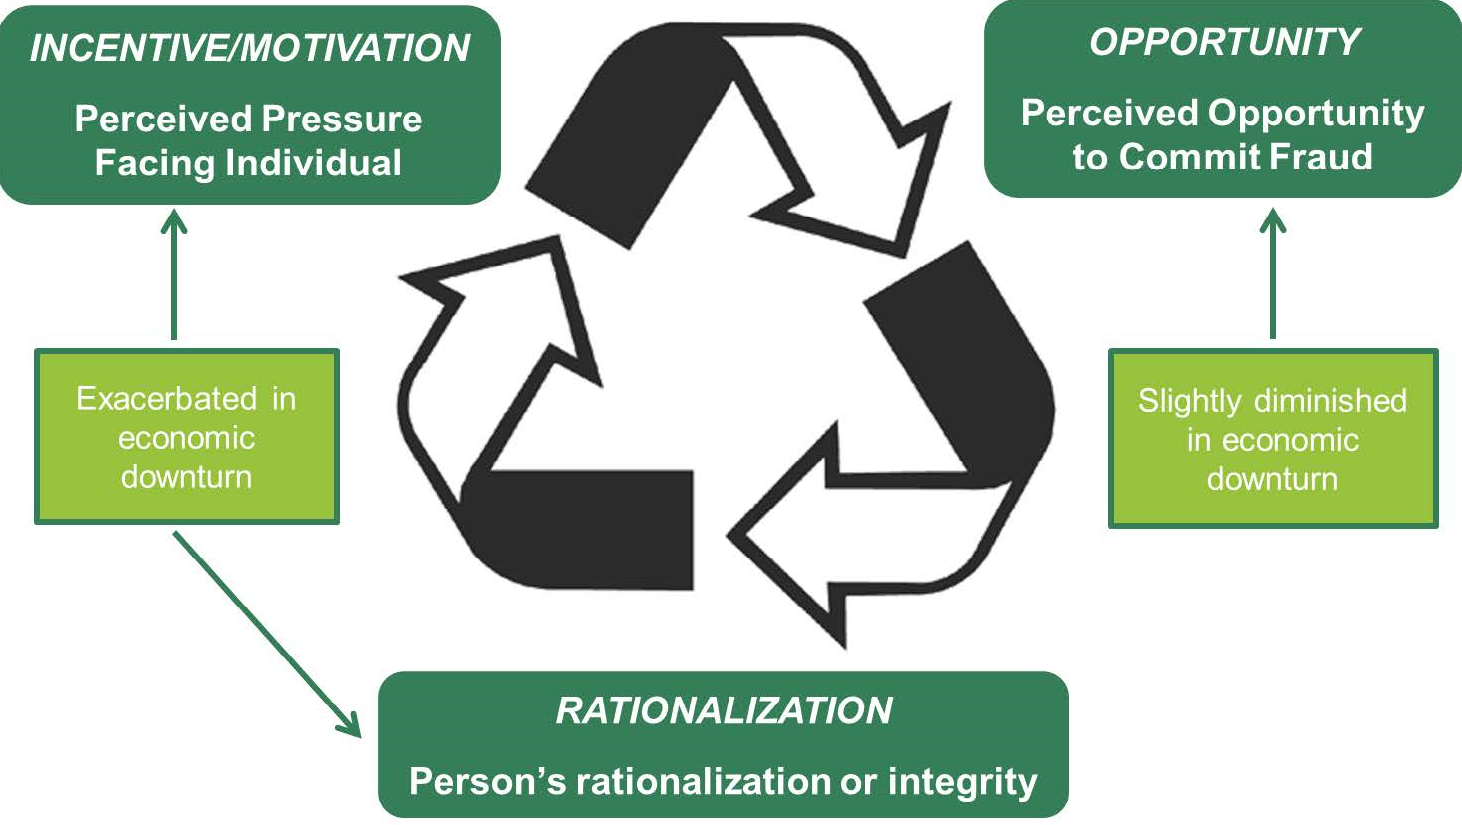 INCENTIVE/MOTIVATION
Perceived Pressure
Facing Individual
OPPORTUNITY
Perceived Opportunity
to Commit Fraud
Exacerbated in
economic
downturn
Slightly diminished
in economic
downturn
RATIONALIZATION
Person’s rationalization or integrity